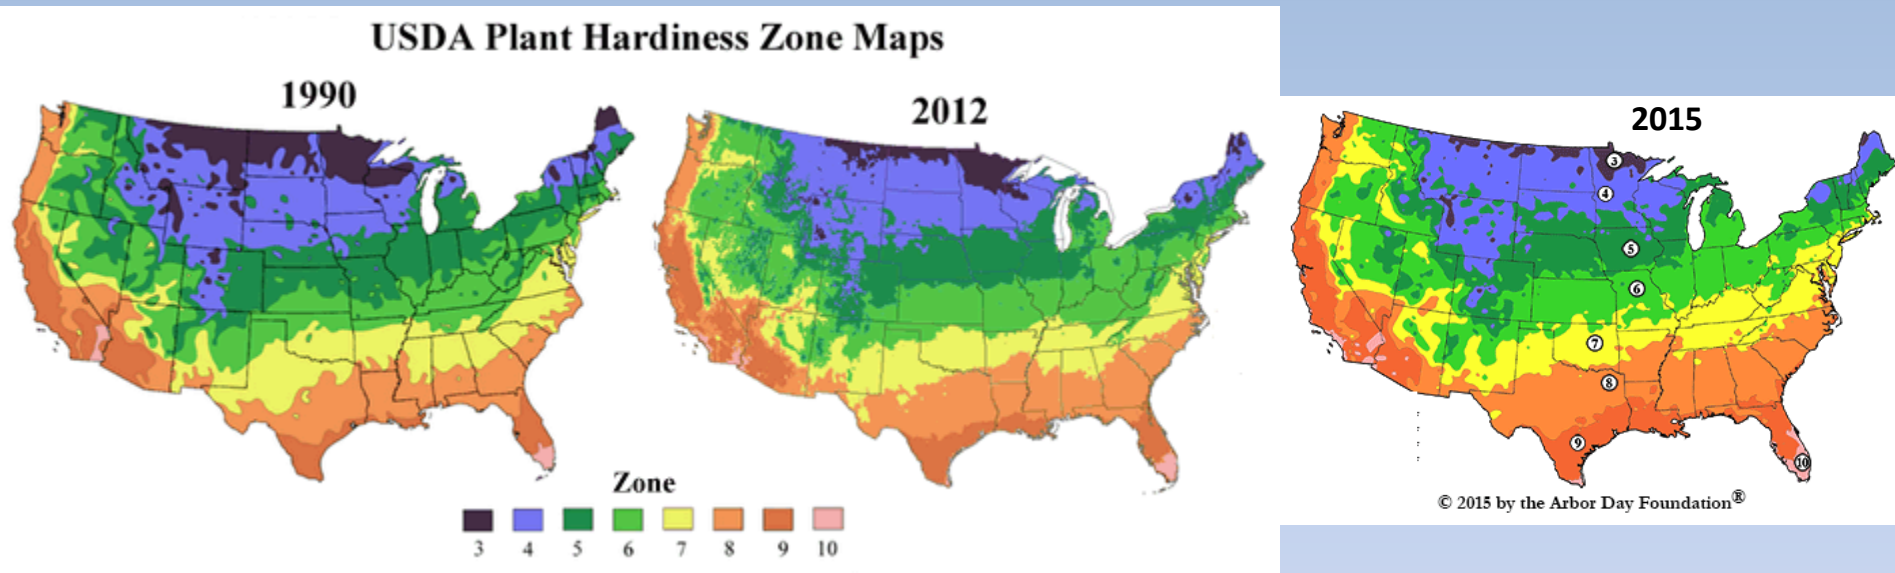 USDA Plant Hardiness Zone Maps
1990
2012
2015
3
4
5
6
7
8
9
10
© 2015 by the Arbor Day Foundation®
Zone
3 4 5 6 7 8 9 10